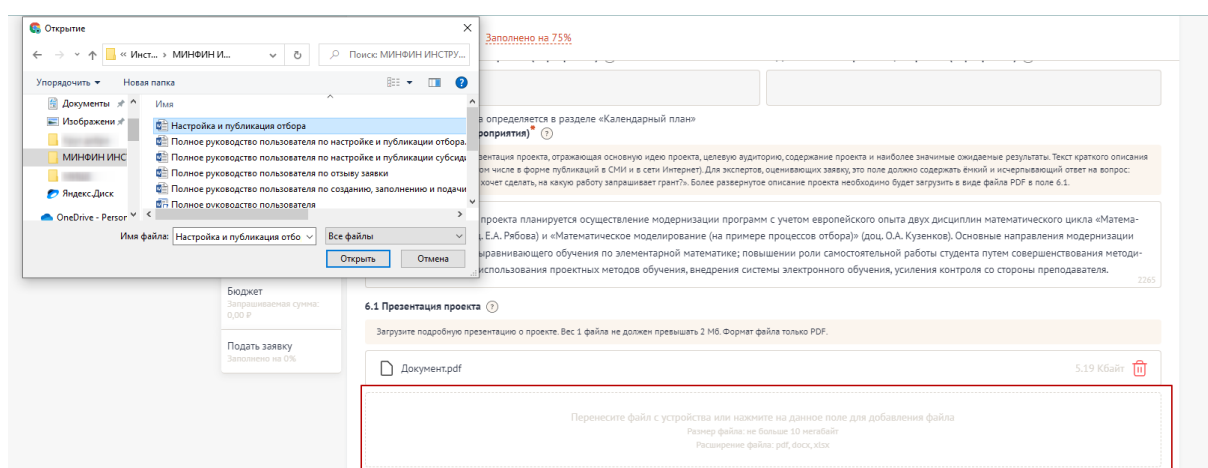 Открытие
« Инст... › МИНФИН И...
Поиск: МИНФИН ИНСТРУ...
Упорядочить
Новая папка
Документы
Изображени
МИНФИН ИНС
Яндекс.Диск
OneDrive - Person
Имя
Настройка и публикация отбора
Полное руководство пользователя по настройке и публикации отбора.
Полное руководство пользователя по настройке и публикации субсиди
Полное руководство пользователя по отзыву заявки
Полное руководство пользователя по созданию, заполнению и подачи
Полное руководство пользователя
Имя файла: Настройка и публикация отбо
Все файлы
Открыть
Отмена
Заполнено на 75%
а определяется в разделе «Календарный план»
роприятия)* ?
зентация проекта, отражающая основную идею проекта, целевую аудиторию, содержание проекта и наиболее значимые ожидаемые результаты. Текст краткого описания
ом числе в форме публикаций в СМИ и в сети Интернет). Для экспертов, оценивающих заявку, это поле должно содержать ёмкий и исчерпывающий ответ на вопрос:
хочет сделать, на какую работу запрашивает грант?». Более развернутое описание проекта необходимо будет загрузить в виде файла PDF в поле 6.1.
проекта планируется осуществление модернизации программ с учетом европейского опыта двух дисциплин математического цикла «Матема-
. Е.А. Рябова) и «Математическое моделирование (на примере процессов отбора)» (доц. О.А. Кузенков). Основные направления модернизации
ыравнивающего обучения по элементарной математике; повышении роли самостоятельной работы студента путем совершенствования методи-
использования проектных методов обучения, внедрения системы электронного обучения, усиления контроля со стороны преподавателя.
2265
Бюджет
Запрашиваемая сумма:
0,00 ₽
Подать заявку
Заполнено на 0%
6.1 Презентация проекта ?
Загрузите подробную презентацию о проекте. Вес 1 файла не должен превышать 2 Мб. Формат файла только PDF.
Документ.pdf
5.19 Кбайт
Перенесите файл с устройства или нажмите на данное поле для добавления файла
Размер файла: не больше 10 мегабайт
Расширение файла: pdf, docx, xlsx